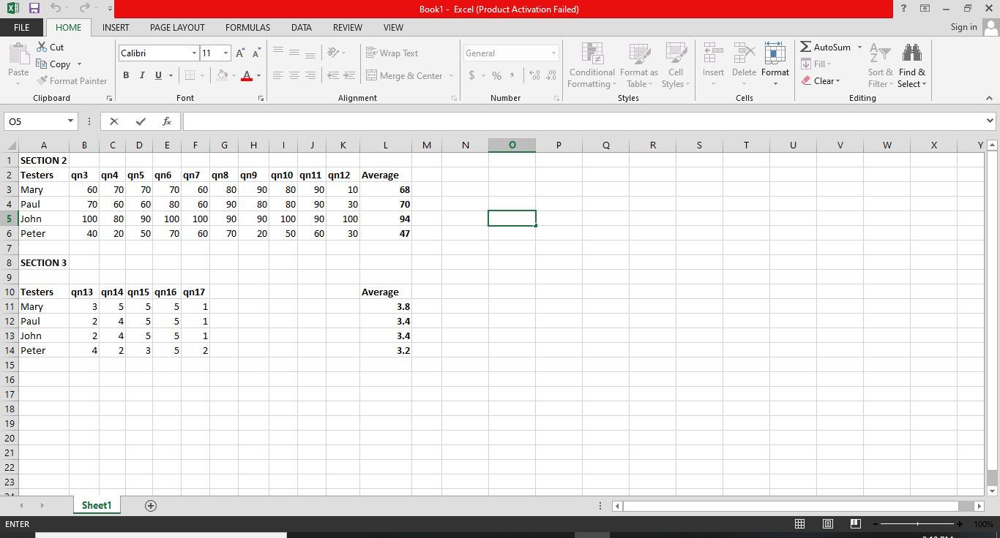 Book1 - Excel (Product Activation Failed)
?
FILE HOME INSERT PAGE LAYOUT FORMULAS DATA REVIEW VIEW Sign in
Cut Calibri 11 A A Wrap Text General AutoSum
Copy Fill
Paste Format Painter B I U A Merge & Center $ % , .00 .0 Conditional Formatting Format as Table Cell Styles Insert Delete Format Clear Sort & Filter Find & Select
Clipboard Font Alignment Number Styles Cells Editing
O5 fx
A B C D E F G H I J K L M N O P Q R S T U V W X Y
1 SECTION 2
2 Testers qn3 qn4 qn5 qn6 qn7 qn8 qn9 qn10 qn11 qn12 Average
3 Mary 60 70 70 70 60 80 90 80 90 10 68
4 Paul 70 60 60 80 60 90 80 80 90 30 70
5 John 100 80 90 100 100 90 90 100 90 100 94
6 Peter 40 20 50 70 60 70 20 50 60 30 47
7
8 SECTION 3
9
10 Testers qn13 qn14 qn15 qn16 qn17 Average
11 Mary 3 5 5 5 1 3.8
12 Paul 2 4 5 5 1 3.4
13 John 2 4 5 5 1 3.4
14 Peter 4 2 3 5 2 3.2
15
16
17
18
19
20
21
22
23
Sheet1
ENTER 100%